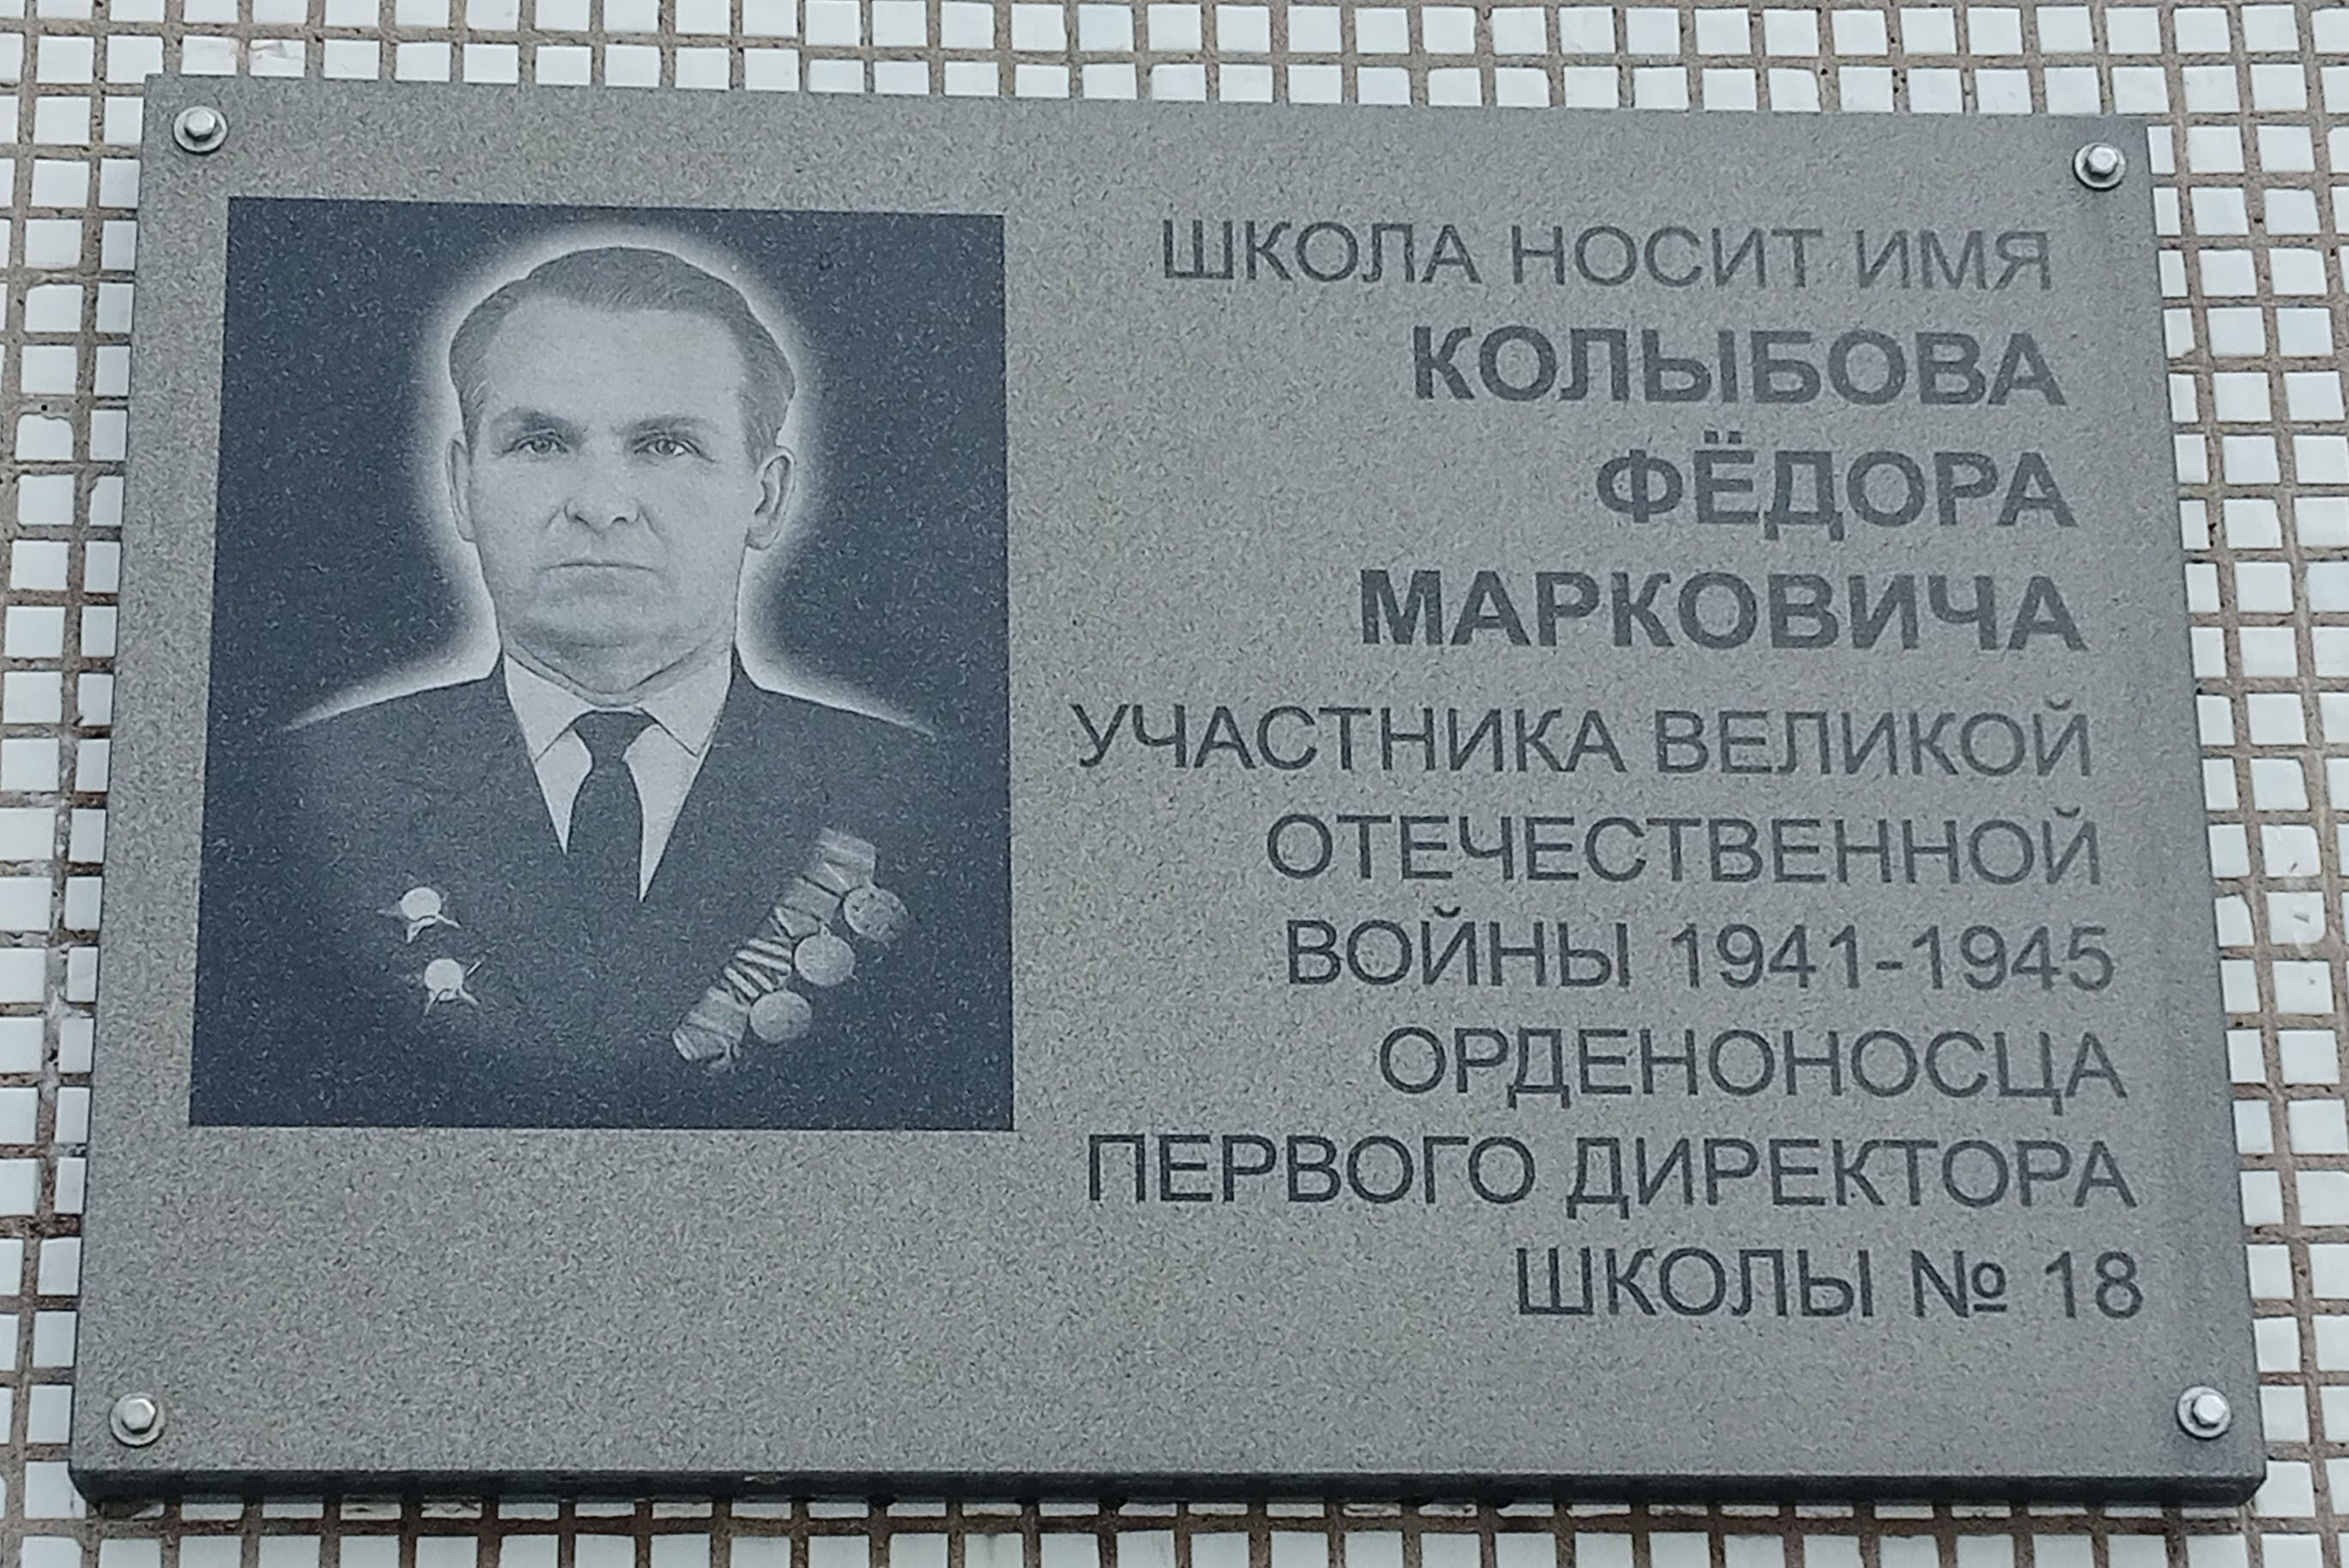 ШКОЛА НОСИТ ИМЯ
КОЛЫБОВА
ФЁДОРА
МАРКОВИЧА
УЧАСТНИКА ВЕЛИКОЙ
ОТЕЧЕСТВЕННОЙ
ВОЙНЫ 1941-1945
ОРДЕНОНОСЦА
ПЕРВОГО ДИРЕКТОРА
ШКОЛЫ № 18